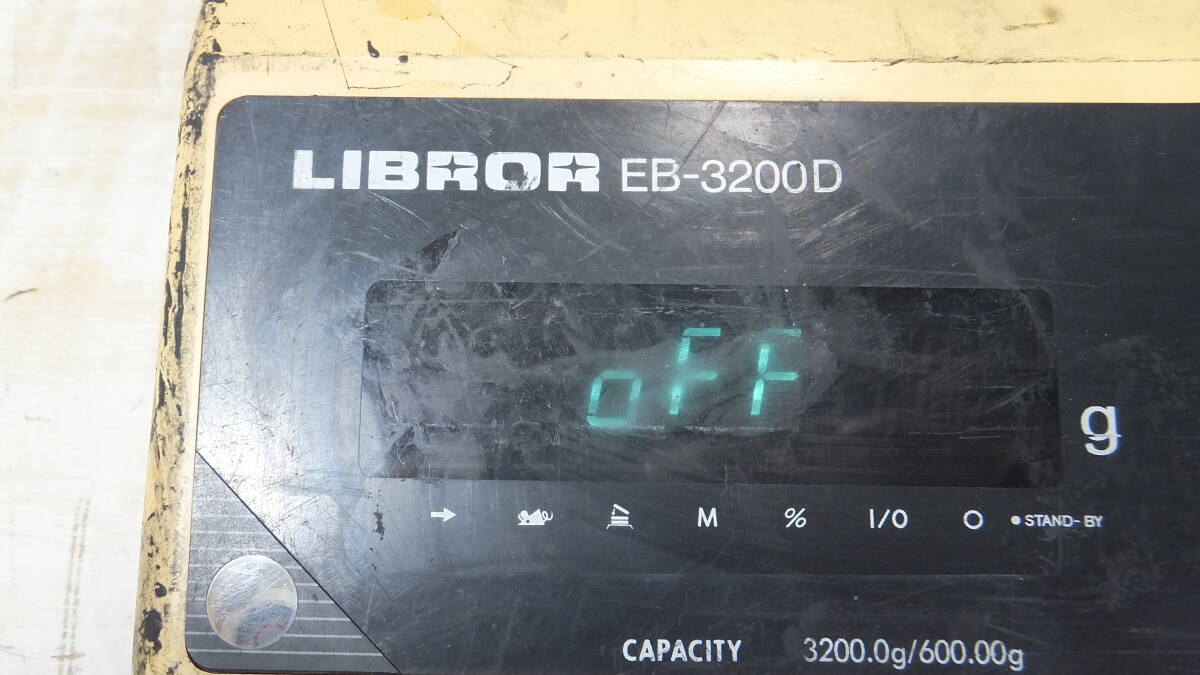 LIBROR EB-3200D
oFF
g
M % I/O O STAND-BY
CAPACITY 3200.0g/600.00g